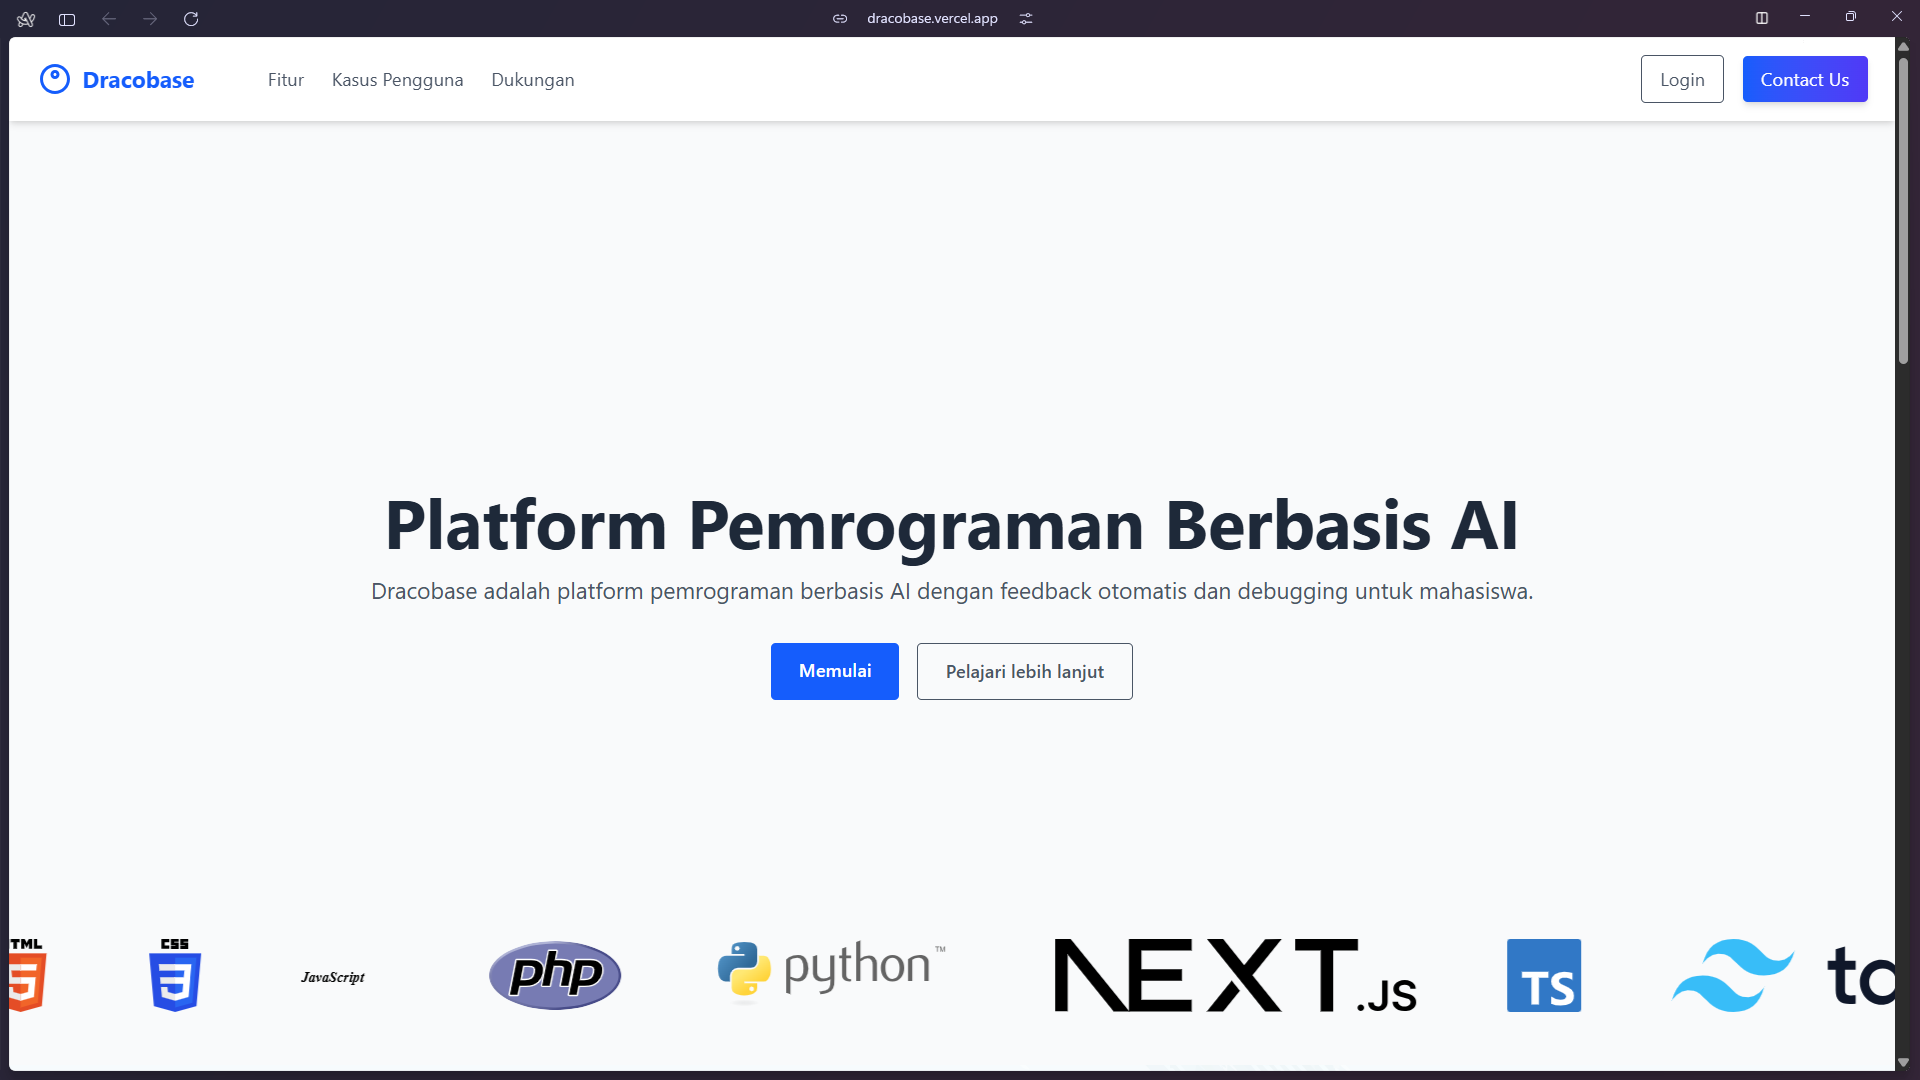 dracobase.vercel.app
Dracobase
Fitur
Kasus Pengguna
Dukungan
Login
Contact Us
Platform Pemrograman Berbasis AI
Dracobase adalah platform pemrograman berbasis AI dengan feedback otomatis dan debugging untuk mahasiswa.
Memulai
Pelajari lebih lanjut
TML
5
CSS
3
JavaScript
php
python™
NEXT.JS
TS
ta